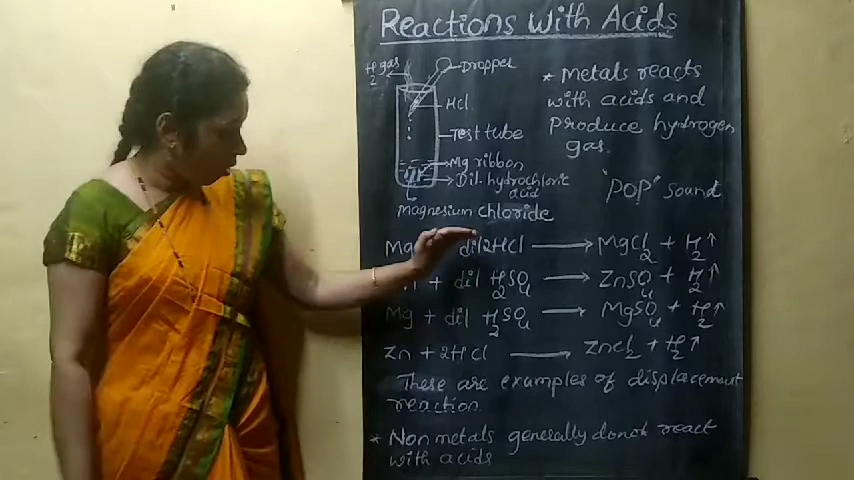 Reactions with Acids
H2 gas
Dropper
HCl
Test tube
Mg ribbon
Dil. hydrochloric
acid
Magnesium chloride
* Metals reacts
with acids and
Produce hydrogen
gas.
"POP" sound
Mg dil 2HCl → MgCl2 + H2↑
+ dil H2SO4 → ZnSO4 + H2↑
Mg + dil H2SO4 → MgSO4 + H2↑
Zn + 2HCl → ZnCl2 + H2↑
These are examples of displacement
reaction.
* Non metals generally donot react
with acids